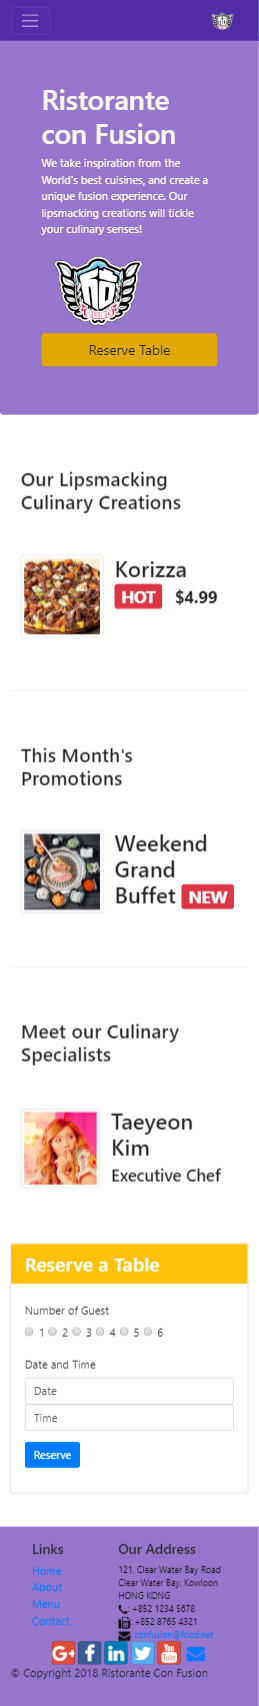 Ristorante
con Fusion
We take inspiration from the
World's best cuisines, and create a
unique fusion experience. Our
lipsmacking creations will tickle
your culinary senses!
Reserve Table
Our Lipsmacking
Culinary Creations
Korizza
HOT $4.99
This Month's
Promotions
Weekend
Grand
Buffet NEW
Meet our Culinary
Specialists
Taeyeon
Kim
Executive Chef
Reserve a Table
Number of Guest
1 2 3 4 5 6
Date and Time
Date
Time
Reserve
Links
Home
About
Menu
Contact
Our Address
121, Clear Water Bay Road
Clear Water Bay, Kowloon
HONG KONG
: +852 1234 5678
: +852 8765 4321
: confusion@food.net
G+ f in You Tube
© Copyright 2018 Ristorante Con Fusion